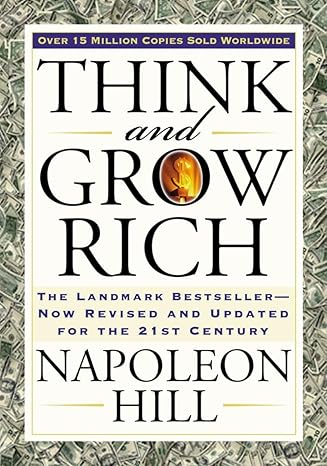 OVER 15 MILLION COPIES SOLD WORLDWIDE
THINK
and
GROW
RICH
THE LANDMARK BESTSELLER—
NOW REVISED AND UPDATED
FOR THE 21ST CENTURY
NAPOLEON
HILL